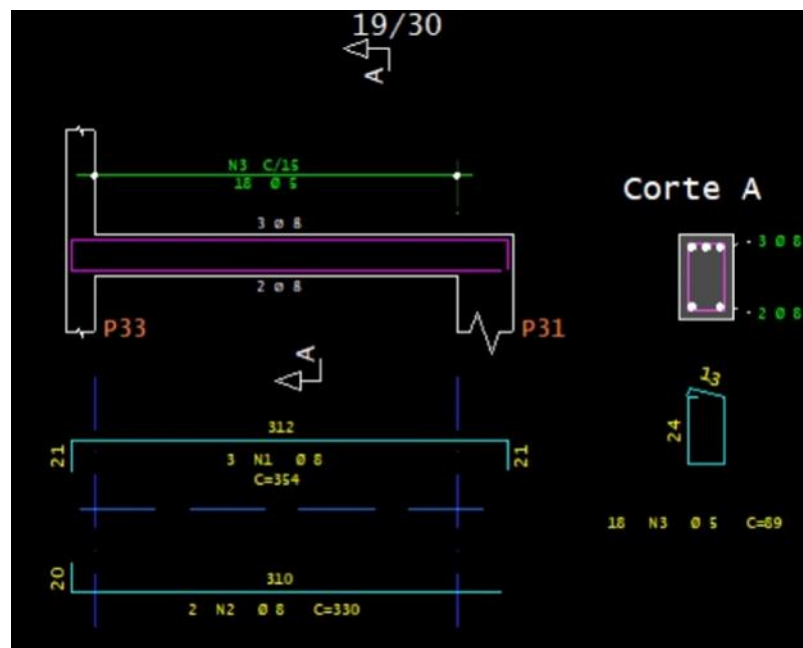 19/30
A
N3 C/15
18 Ø 5
3 Ø 8
2 Ø 8
P33
P31
A
Corte A
3 Ø 8
2 Ø 8
312
21
21
3 N1 Ø 8
C=354
13
24
18 N3 Ø 5 C=89
20
310
2 N2 Ø 8 C=330